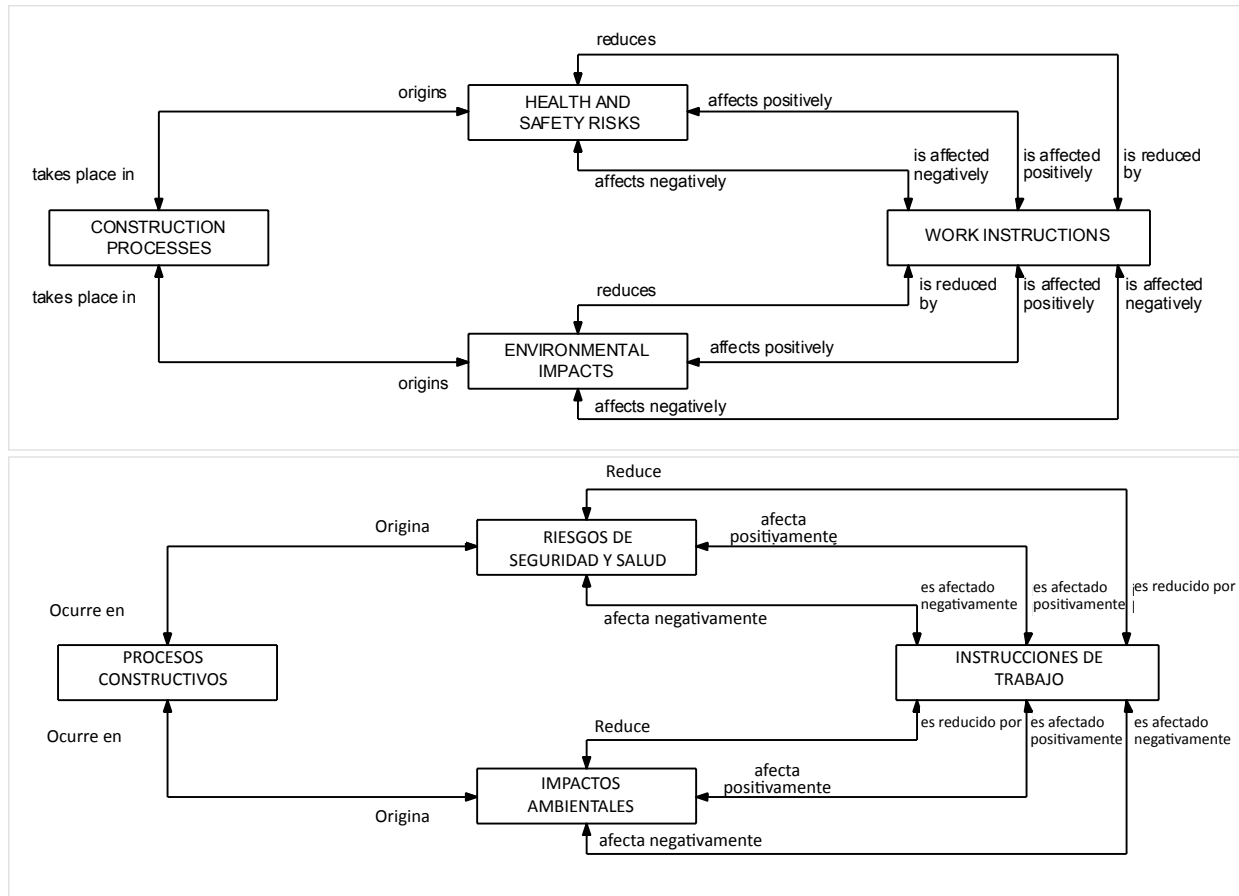 reduces
origins
HEALTH AND
SAFETY RISKS
affects positively
takes place in
affects negatively
is affected
negatively
is affected
positively
is reduced
by
CONSTRUCTION
PROCESSES
WORK INSTRUCTIONS
takes place in
reduces
is reduced
by
is affected
positively
is affected
negatively
ENVIRONMENTAL
IMPACTS
affects positively
origins
affects negatively
Reduce
Origina
RIESGOS DE
SEGURIDAD Y SALUD
afecta
positivamente
Ocurre en
afecta negativamente
es afectado
negativamente
es afectado
positivamente
es reducido por
PROCESOS
CONSTRUCTIVOS
INSTRUCCIONES DE
TRABAJO
Ocurre en
Reduce
es reducido por
es afectado
positivamente
es afectado
negativamente
IMPACTOS
AMBIENTALES
afecta
positivamente
Origina
afecta negativamente